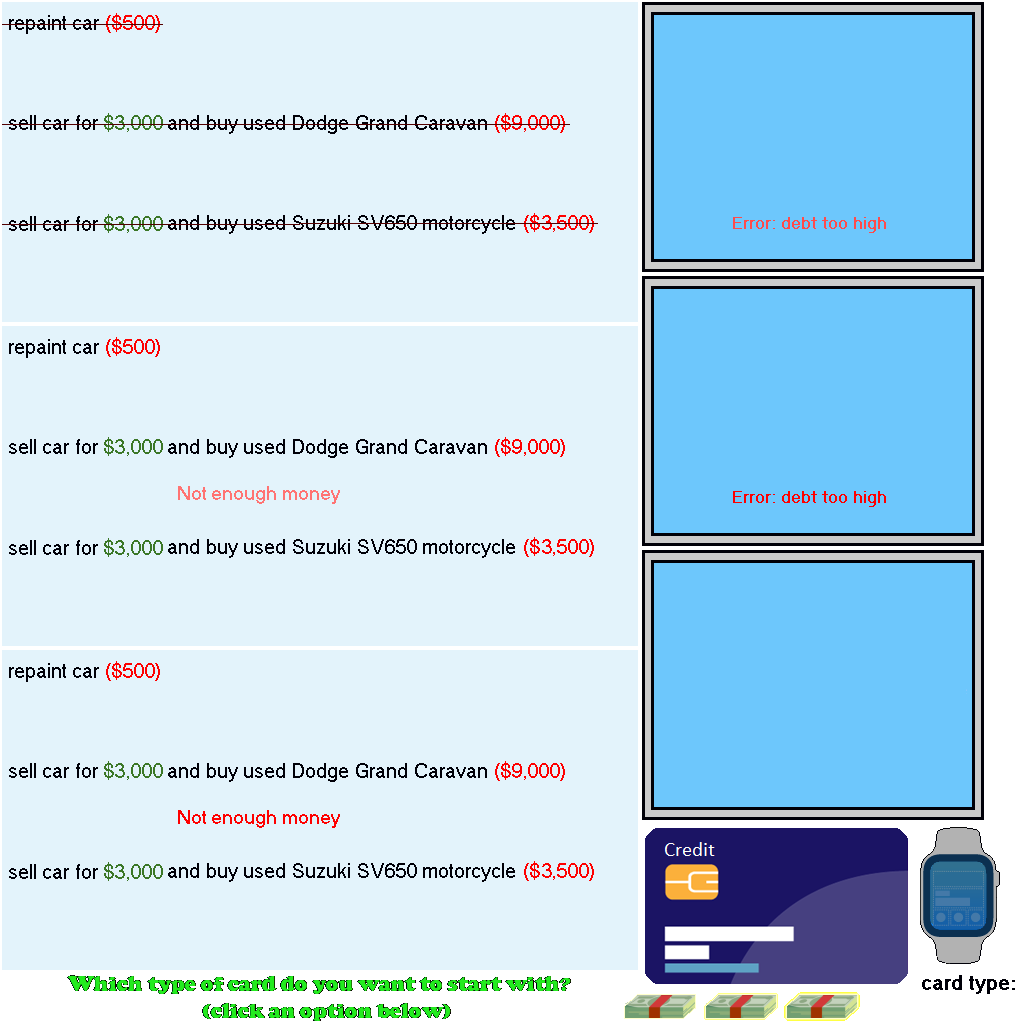 repaint car ($500)
sell car for $3,000 and buy used Dodge Grand Caravan ($9,000)
sell car for $3,000 and buy used Suzuki SV650 motorcycle ($3,500)
Error: debt too high
repaint car ($500)
sell car for $3,000 and buy used Dodge Grand Caravan ($9,000)
Not enough money
sell car for $3,000 and buy used Suzuki SV650 motorcycle ($3,500)
Error: debt too high
repaint car ($500)
sell car for $3,000 and buy used Dodge Grand Caravan ($9,000)
Not enough money
sell car for $3,000 and buy used Suzuki SV650 motorcycle ($3,500)
Credit
card type:
Which type of card do you want to start with?
(click an option below)